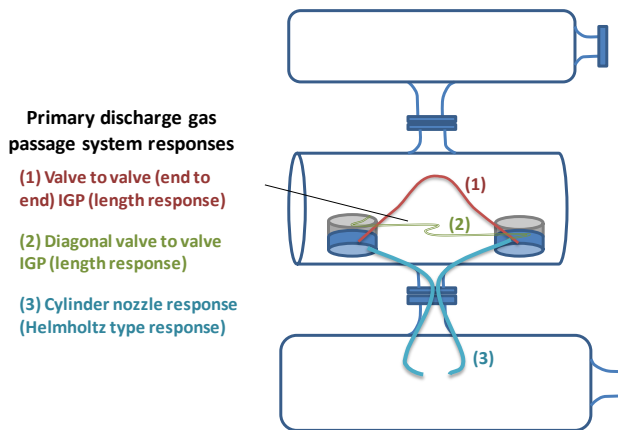 Primary discharge gas
passage system responses
(1) Valve to valve (end to
end) IGP (length response)
(2) Diagonal valve to valve
IGP (length response)
(3) Cylinder nozzle response
(Helmholtz type response)
(1)
(2)
(3)